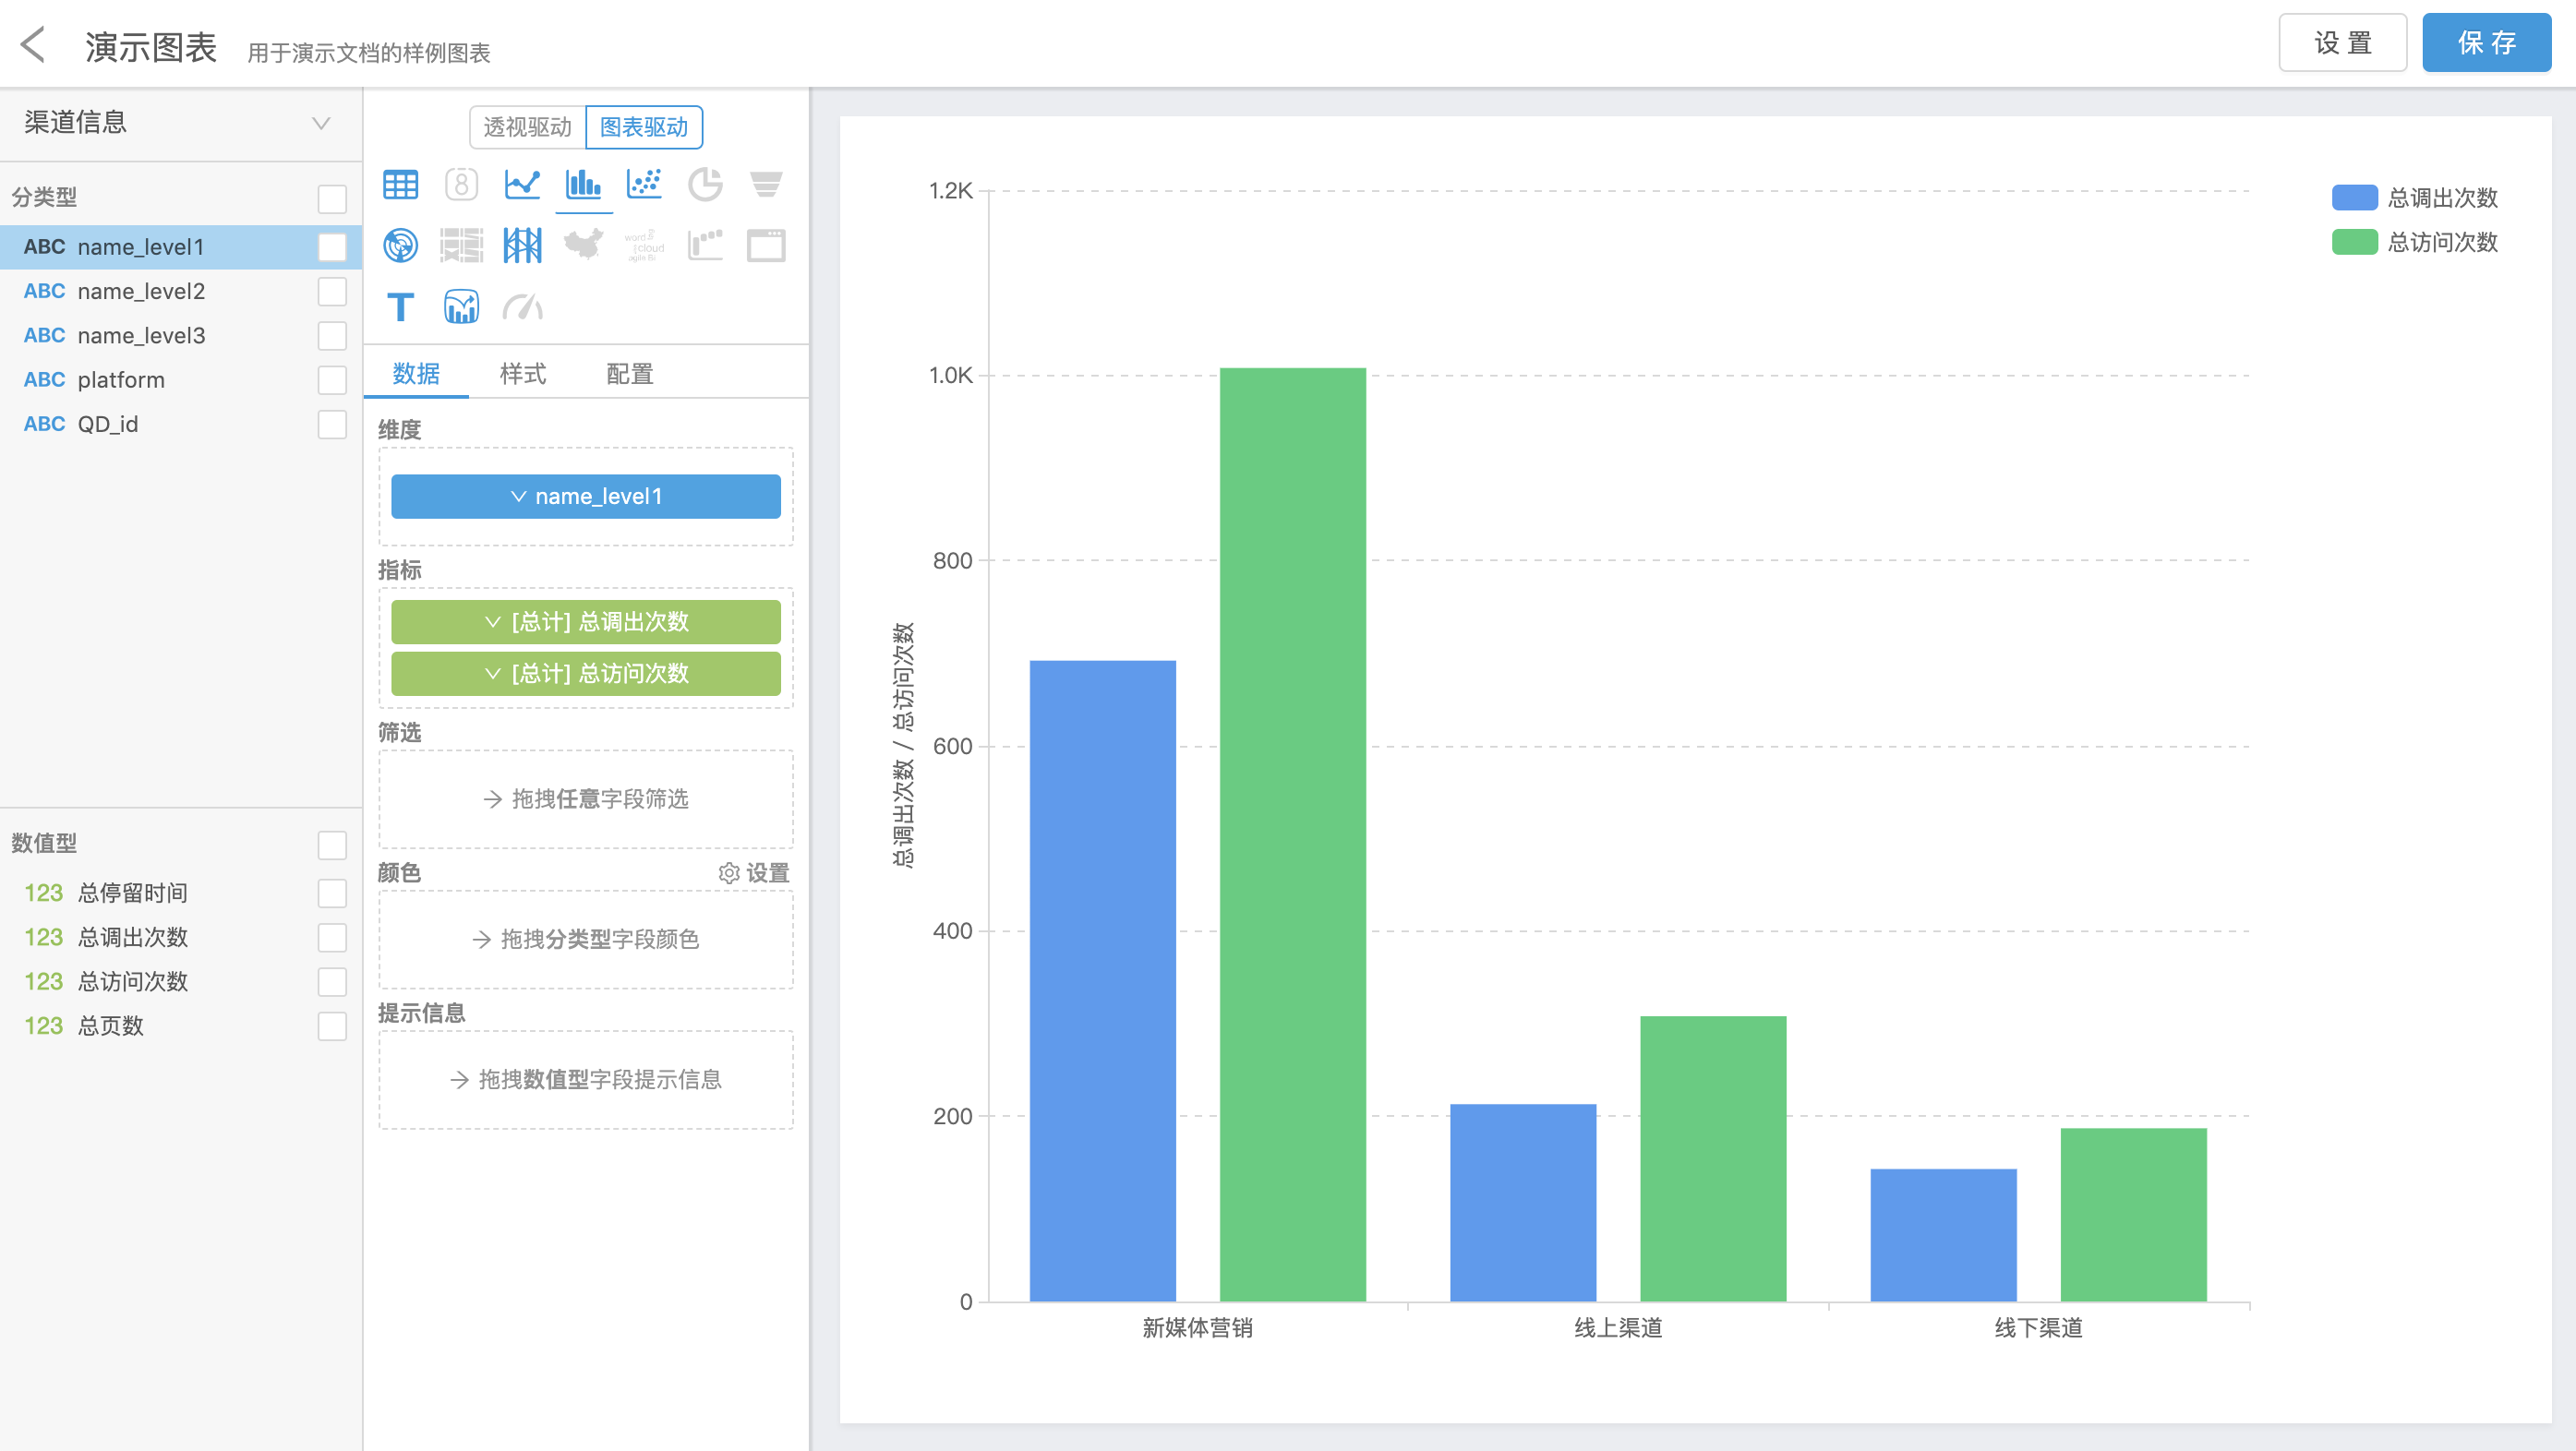 演示图表 用于演示文档的样例图表
设 置
保 存
渠道信息
分类型
ABC name_level1
ABC name_level2
ABC name_level3
ABC platform
ABC QD_id
数值型
123 总停留时间
123 总调出次数
123 总访问次数
123 总页数
透视驱动 图表驱动
8
word
cloud
agile BI
T
数据 样式 配置
维度
name_level1
指标
[总计] 总调出次数
[总计] 总访问次数
筛选
拖拽任意字段筛选
颜色 设置
拖拽分类型字段颜色
提示信息
拖拽数值型字段提示信息
总调出次数
总访问次数
总调出次数 / 总访问次数
1.2K
1.0K
800
600
400
200
0
新媒体营销 线上渠道 线下渠道